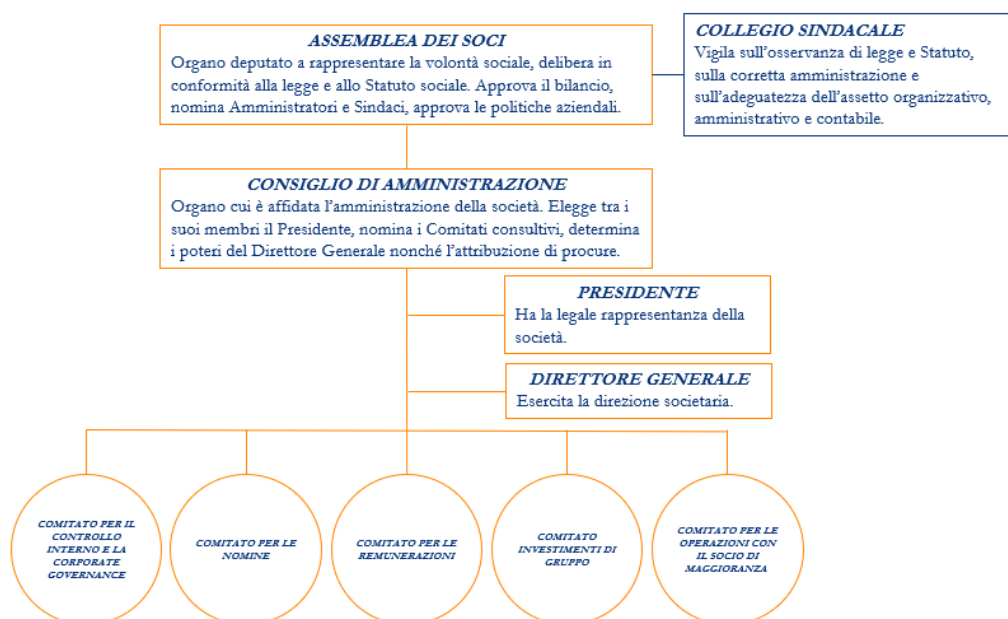 ASSEMBLEA DEI SOCI
Organo deputato a rappresentare la volontà sociale, delibera in
conformità alla legge e allo Statuto sociale. Approva il bilancio,
nomina Amministratori e Sindaci, approva le politiche aziendali.
COLLEGIO SINDACALE
Vigila sull'osservanza di legge e Statuto,
sulla corretta amministrazione e
sull'adeguatezza dell'assetto organizzativo,
amministrativo e contabile.
CONSIGLIO DI AMMINISTRAZIONE
Organo cui è affidata l'amministrazione della società. Elegge tra i
suoi membri il Presidente, nomina i Comitati consultivi, determina
i poteri del Direttore Generale nonché l'attribuzione di procure.
PRESIDENTE
Ha la legale rappresentanza della
società.
DIRETTORE GENERALE
Esercita la direzione societaria.
COMITATO PER IL
CONTROLLO
INTERNO E LA
CORPORATE
GOVERNANCE
COMITATO PER LE
NOMINE
COMITATO PER LE
REMUNERAZIONI
COMITATO
INVESTIMENTI DI
GRUPPO
COMITATO PER LE
OPERAZIONI CON
IL SOCIO DI
MAGGIORANZA